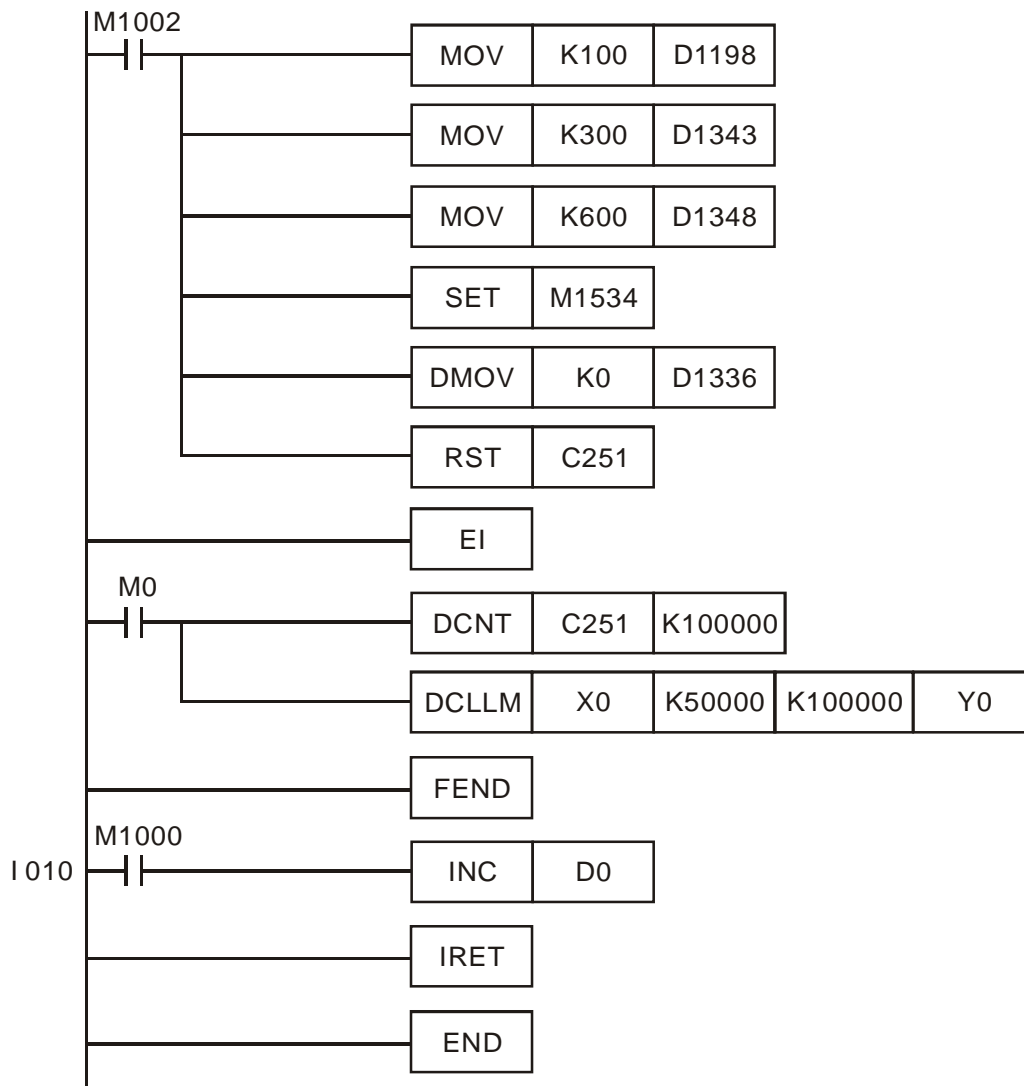 M1002
MOV K100 D1198
MOV K300 D1343
MOV K600 D1348
SET M1534
DMOV K0 D1336
RST C251
EI
M0
DCNT C251 K100000
DCLLM X0 K50000 K100000 Y0
FEND
M1000
I010 INC D0
IRET
END